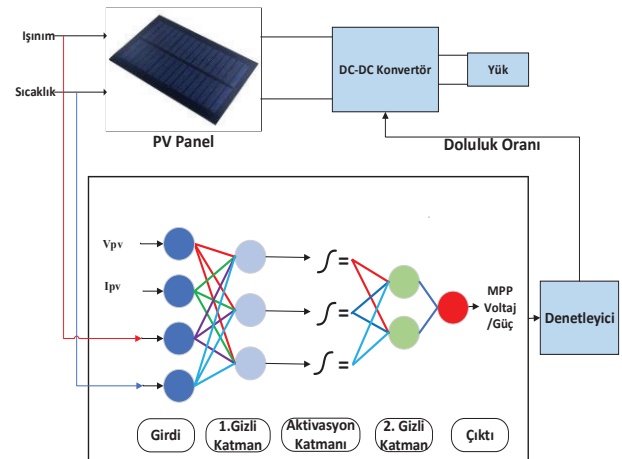 Işınım
Sıcaklık
PV Panel
DC-DC Konvertör
Yük
Doluluk Oranı
Vpv
Ipv
MPP
Voltaj
/Güç
Denetleyici
Girdi
1.Gizli
Katman
Aktivasyon
Katmanı
2. Gizli
Katman
Çıktı